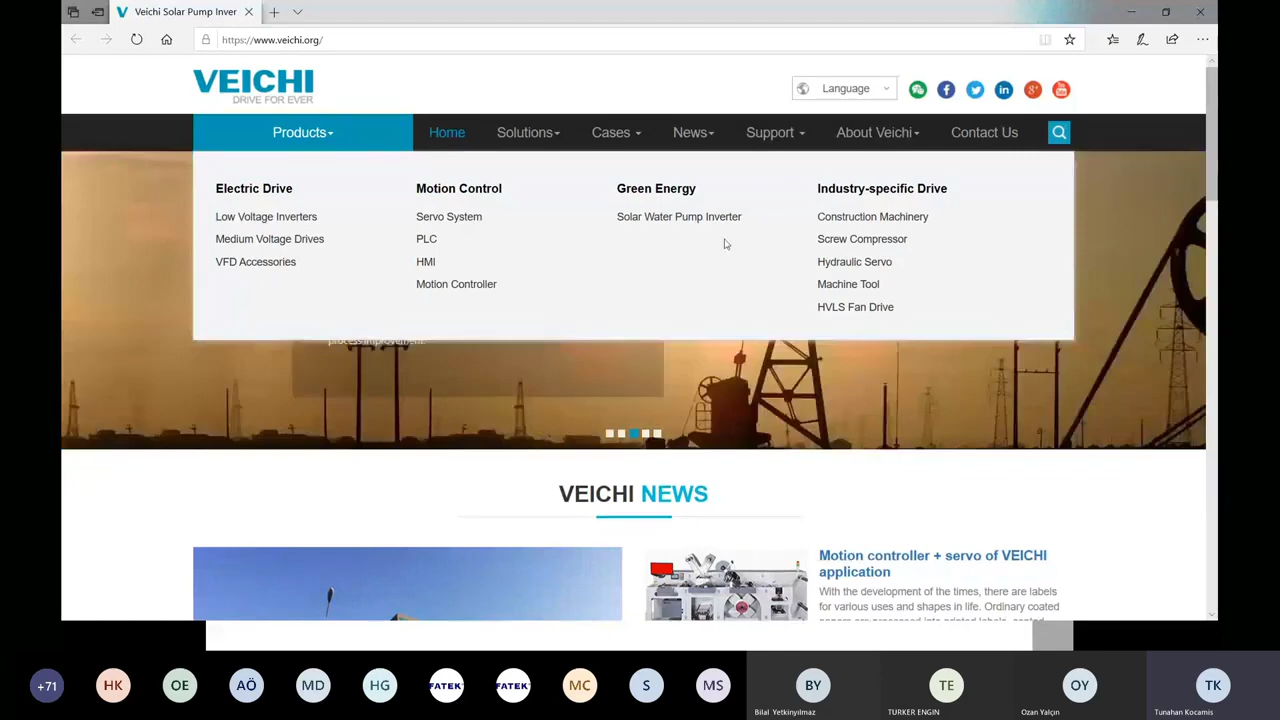 Veichi Solar Pump Inver
https://www.veichi.org/
VEICHI
DRIVE FOR EVER
Language
Products
Home
Solutions
Cases
News
Support
About Veichi
Contact Us
Electric Drive
Low Voltage Inverters
Medium Voltage Drives
VFD Accessories
Motion Control
Servo System
PLC
HMI
Motion Controller
Green Energy
Solar Water Pump Inverter
Industry-specific Drive
Construction Machinery
Screw Compressor
Hydraulic Servo
Machine Tool
HVLS Fan Drive
process improvement.
VEICHI NEWS
Motion controller + servo of VEICHI
application
With the development of the times, there are labels
for various uses and shapes in life. Ordinary coated
+71
HK
OE
AÖ
MD
HG
FATEK
FATEK
MC
S
MS
BY
Bilal Yetkinyılmaz
TE
TURKER ENGIN
OY
Ozan Yalçın
TK
Tunahan Kocamis